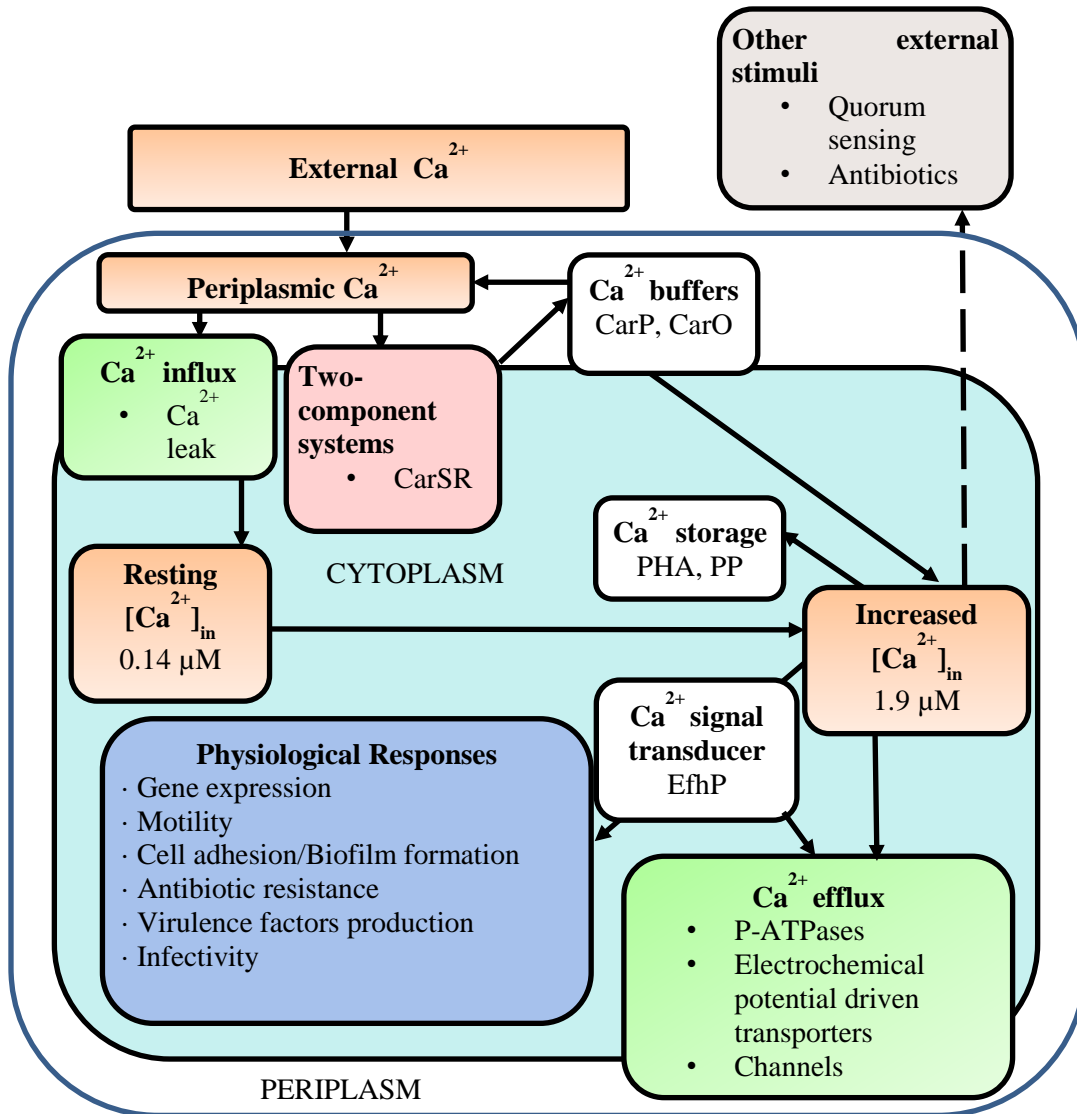 Other external
stimuli
• Quorum
sensing
• Antibiotics
External Ca²⁺
Periplasmic Ca²⁺
Ca²⁺ buffers
CarP, CarO
Ca²⁺ influx
• Ca²⁺
leak
Two-
component
systems
• CarSR
Ca²⁺ storage
PHA, PP
CYTOPLASM
Resting
[Ca²⁺]in
0.14 µM
Increased
[Ca²⁺]in
1.9 µM
Ca²⁺ signal
transducer
EfhP
Physiological Responses
· Gene expression
· Motility
· Cell adhesion/Biofilm formation
· Antibiotic resistance
· Virulence factors production
· Infectivity
Ca²⁺ efflux
• P-ATPases
• Electrochemical
potential driven
transporters
• Channels
PERIPLASM